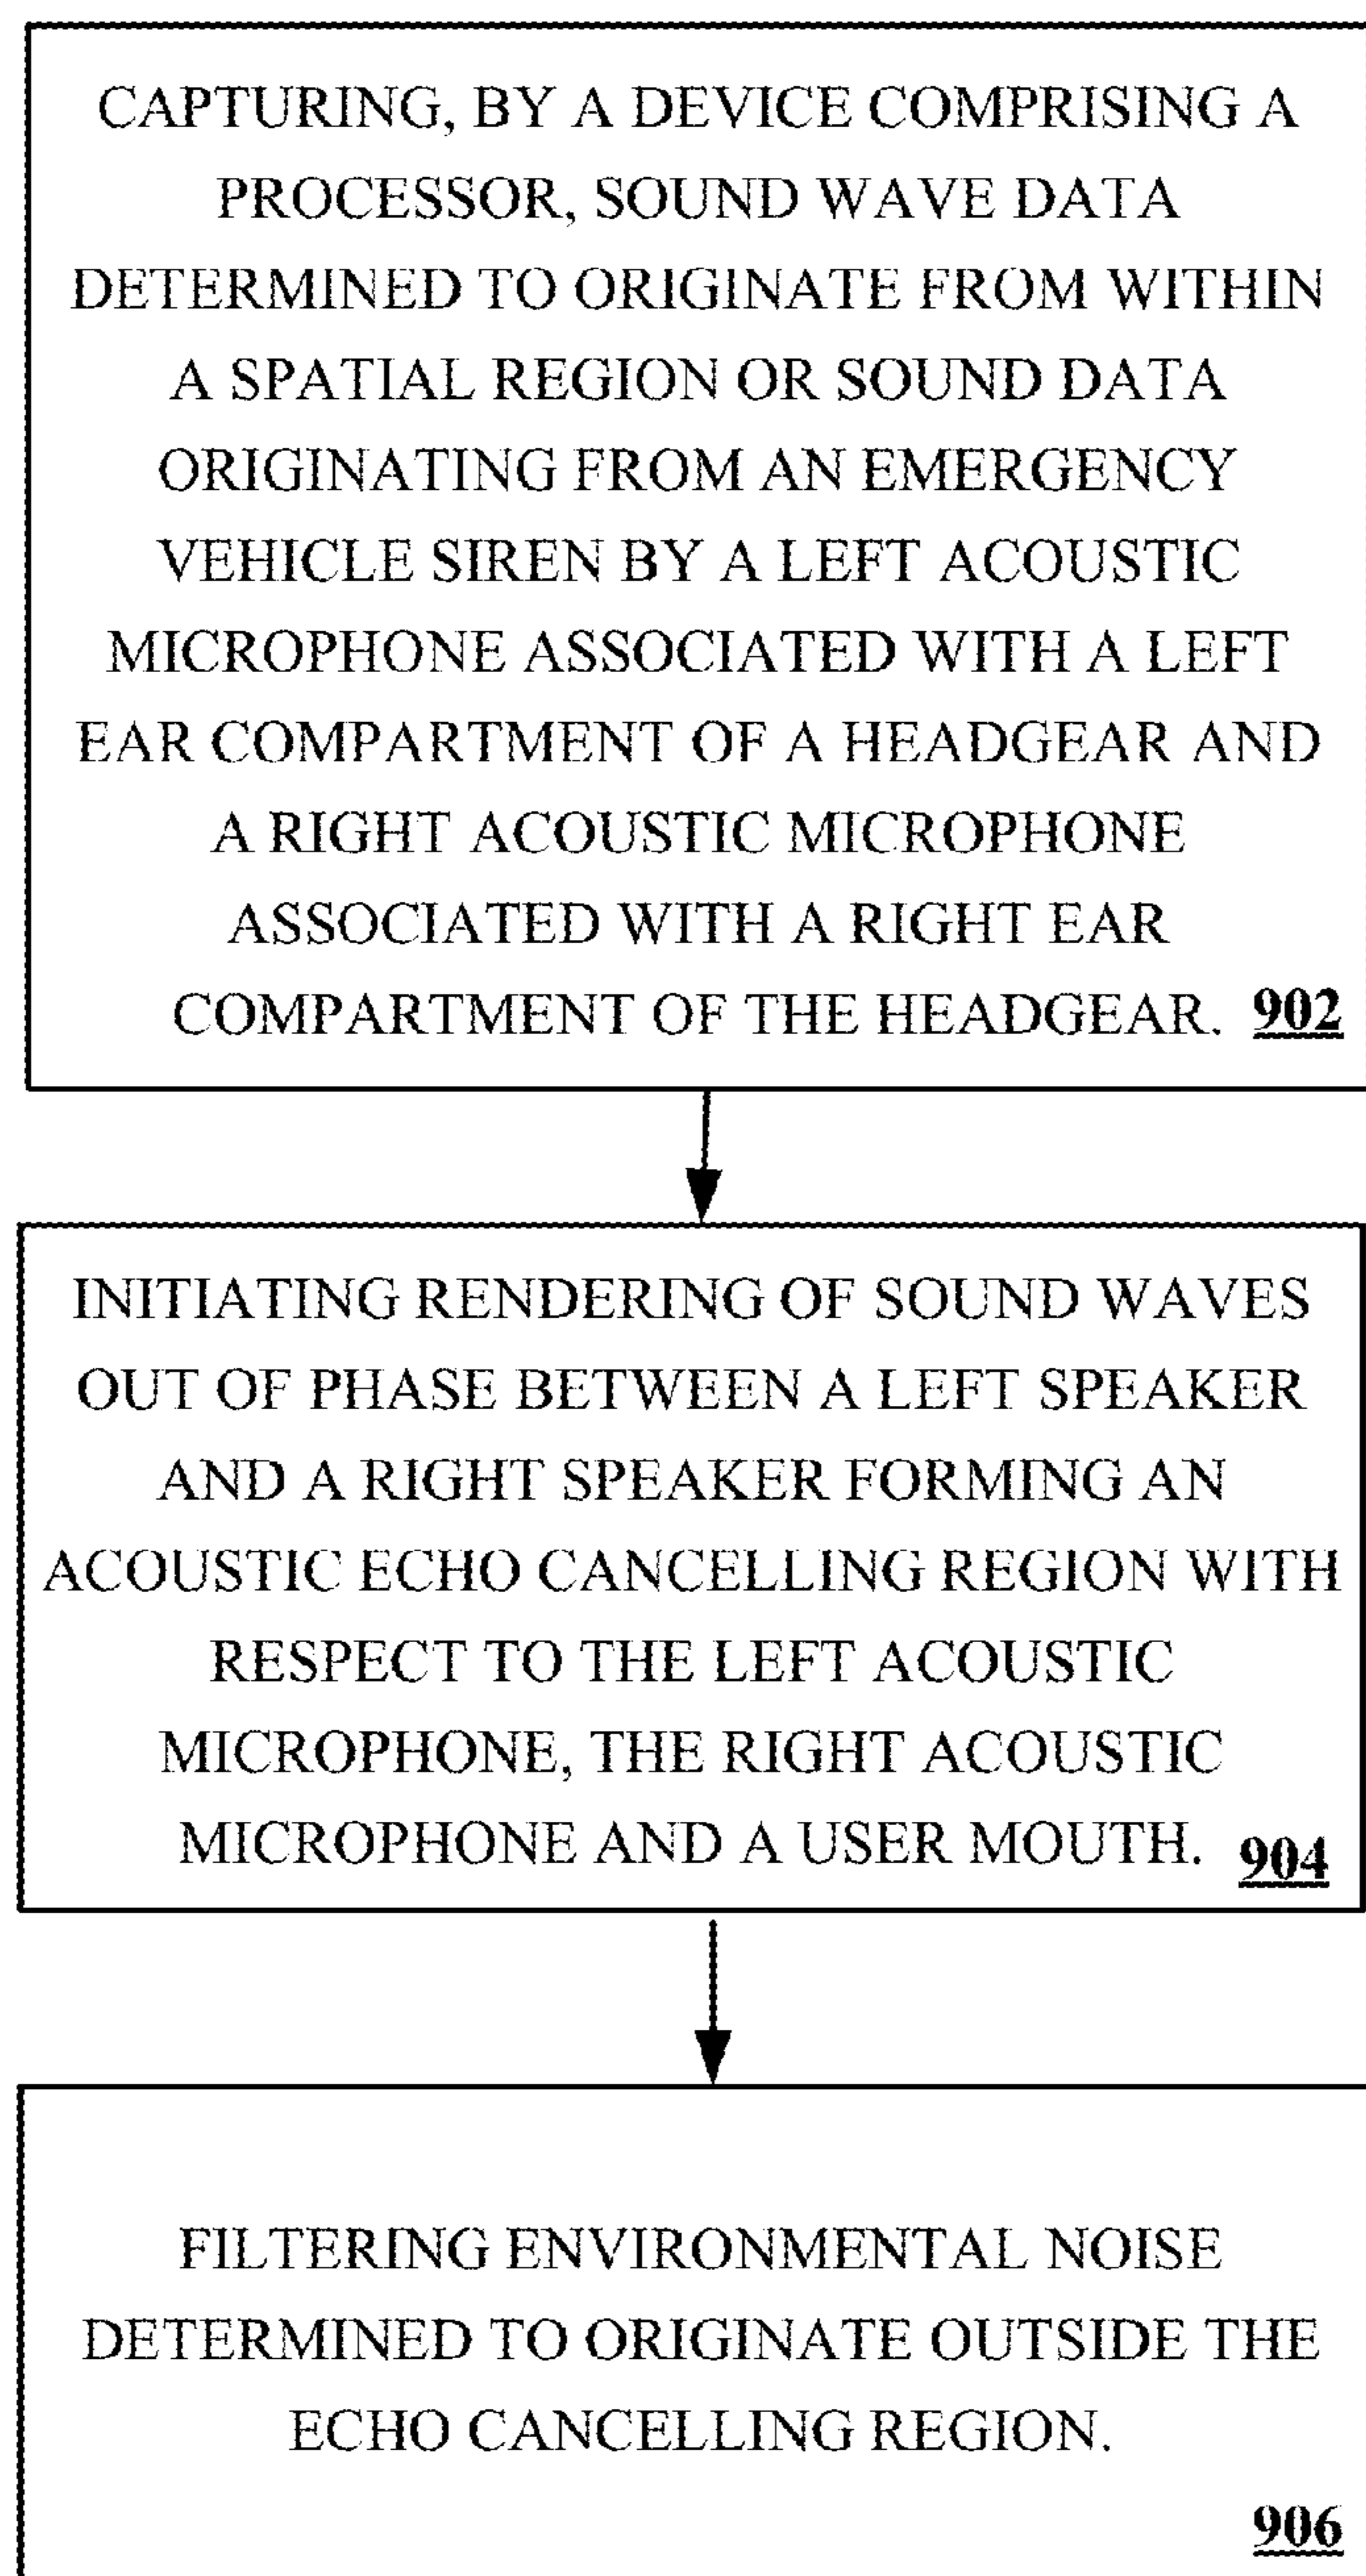 CAPTURING, BY A DEVICE COMPRISING A
PROCESSOR, SOUND WAVE DATA
DETERMINED TO ORIGINATE FROM WITHIN
A SPATIAL REGION OR SOUND DATA
ORIGINATING FROM AN EMERGENCY
VEHICLE SIREN BY A LEFT ACOUSTIC
MICROPHONE ASSOCIATED WITH A LEFT
EAR COMPARTMENT OF A HEADGEAR AND
A RIGHT ACOUSTIC MICROPHONE
ASSOCIATED WITH A RIGHT EAR
COMPARTMENT OF THE HEADGEAR. 902
INITIATING RENDERING OF SOUND WAVES
OUT OF PHASE BETWEEN A LEFT SPEAKER
AND A RIGHT SPEAKER FORMING AN
ACOUSTIC ECHO CANCELLING REGION WITH
RESPECT TO THE LEFT ACOUSTIC
MICROPHONE, THE RIGHT ACOUSTIC
MICROPHONE AND A USER MOUTH. 904
FILTERING ENVIRONMENTAL NOISE
DETERMINED TO ORIGINATE OUTSIDE THE
ECHO CANCELLING REGION.
906